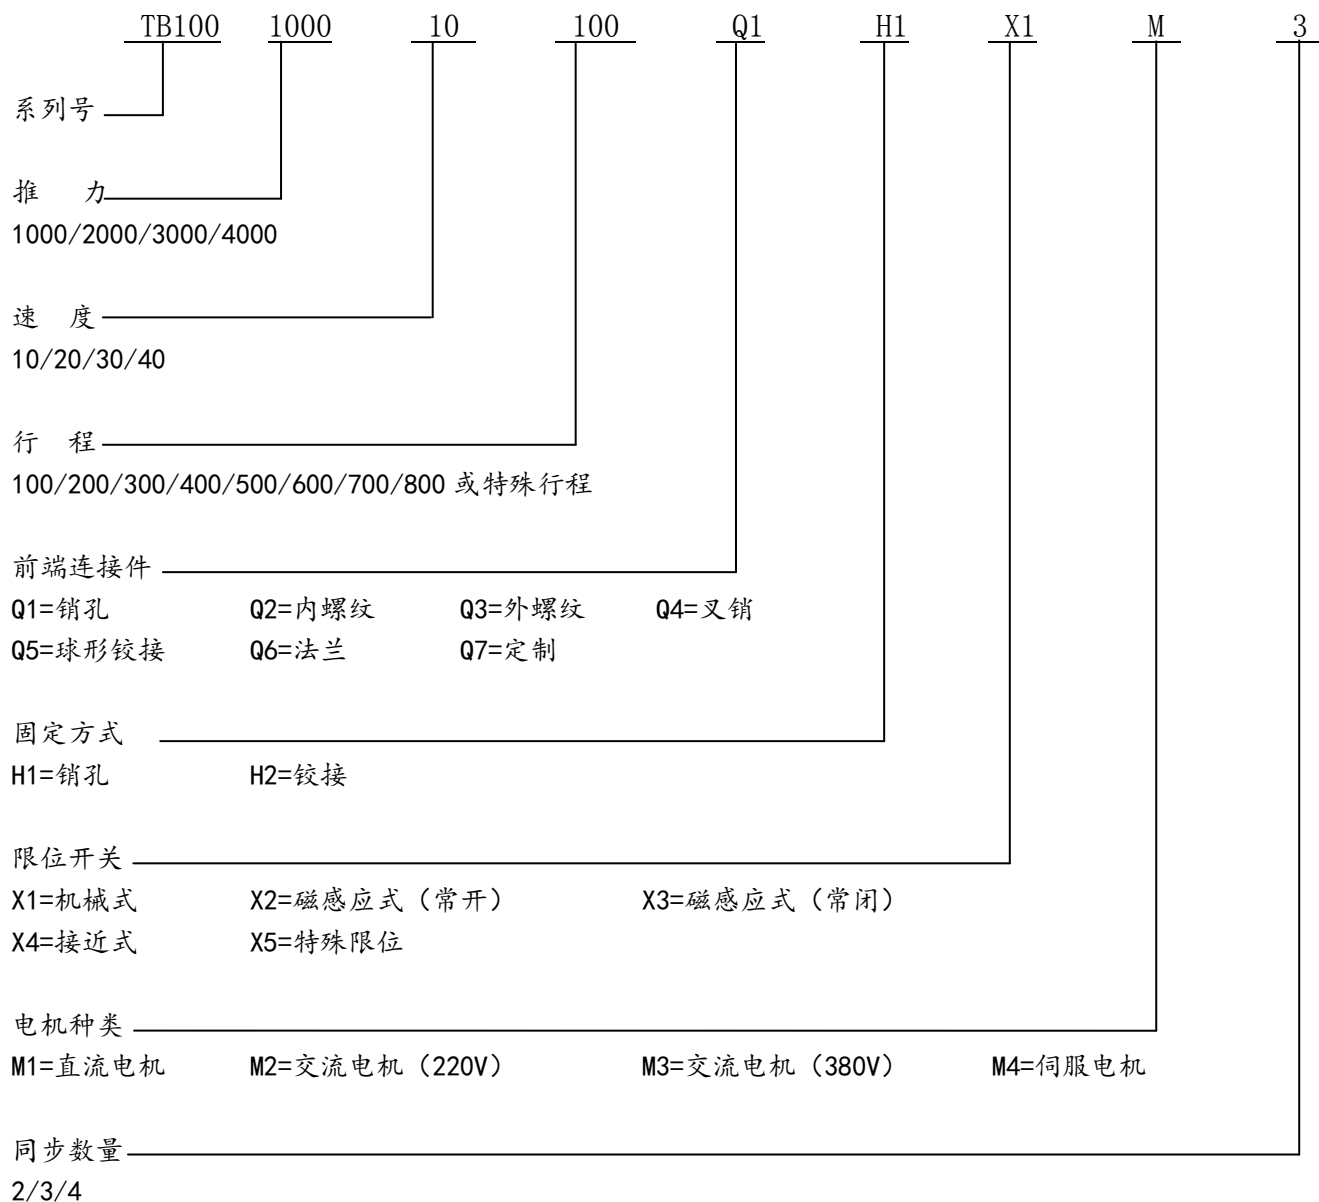 TB100 1000 10 100 Q1 H1 X1 M 3
系列号
推 力
1000/2000/3000/4000
速 度
10/20/30/40
行 程
100/200/300/400/500/600/700/800 或特殊行程
前端连接件
Q1=销孔 Q2=内螺纹 Q3=外螺纹 Q4=叉销
Q5=球形铰接 Q6=法兰 Q7=定制
固定方式
H1=销孔 H2=铰接
限位开关
X1=机械式 X2=磁感应式（常开） X3=磁感应式（常闭）
X4=接近式 X5=特殊限位
电机种类
M1=直流电机 M2=交流电机（220V） M3=交流电机（380V） M4=伺服电机
同步数量
2/3/4